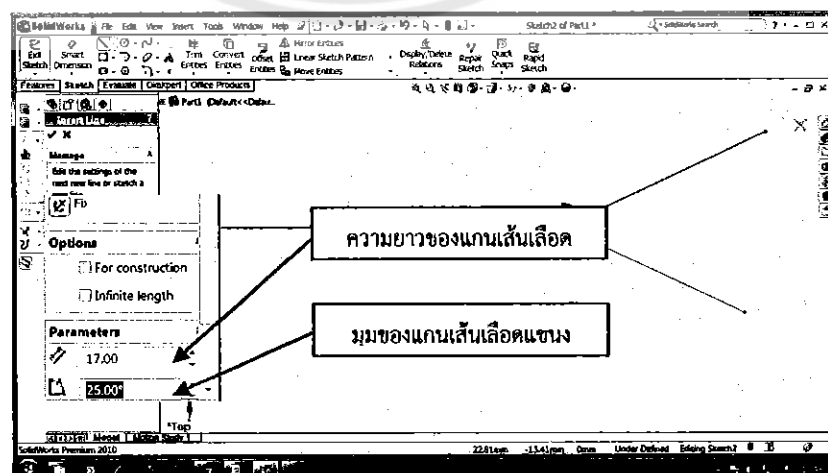 SolidWorks File Edit View Insert Tools Window Help Sketch2 of Part1 * SolidWorks Search
Exit Sketch Smart Dimension Trim Entities Convert Entities Offset Entities Mirror Entities Linear Sketch Pattern Move Entities Display/Delete Relations Repair Sketch Quick Snaps Rapid Sketch
Features Sketch Evaluate DimXpert Office Products
Part1 (Default<<Defau...
Insert Line ?
Message
Edit the settings of the
next new line or sketch a
Fix
Options
For construction
Infinite length
Parameters
17.00
25.00°
ความยาวของแกนเส้นเลือด
มุมของแกนเส้นเลือดแขนง
*Top
Model Motion Study 1
SolidWorks Premium 2010 -13.41mm 0mm Under Defined Editing Sketch2